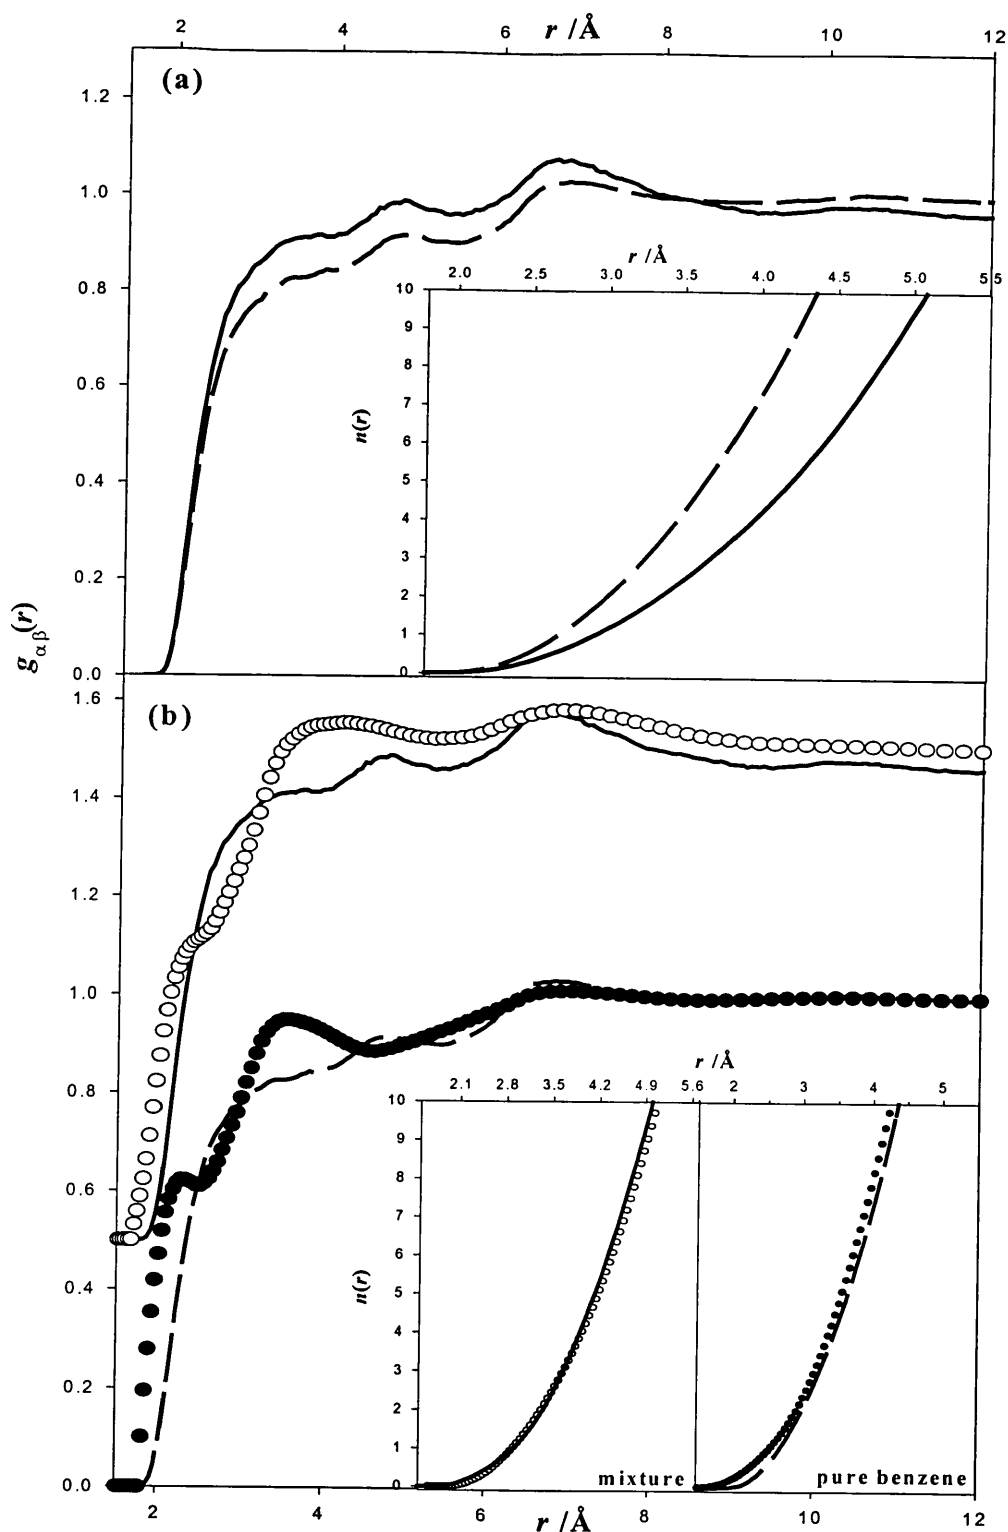 2 4 6 r /Å 8 10 12
(a)
1.2
1.0
0.8
0.6
0.4
0.2
0.0
r /Å
2.0 2.5 3.0 3.5 4.0 4.5 5.0 5.5
10
9
8
7
6
5
4
3
2
1
0
n(r)
gαβ(r)
(b)
1.6
1.4
1.2
1.0
0.8
0.6
0.4
0.2
0.0
r /Å
2.1 2.8 3.5 4.2 4.9 5.6 2 3 4 5
10
9
8
7
6
5
4
3
2
1
0
n(r)
mixture
pure benzene
2 4 6 8 10 12
r /Å